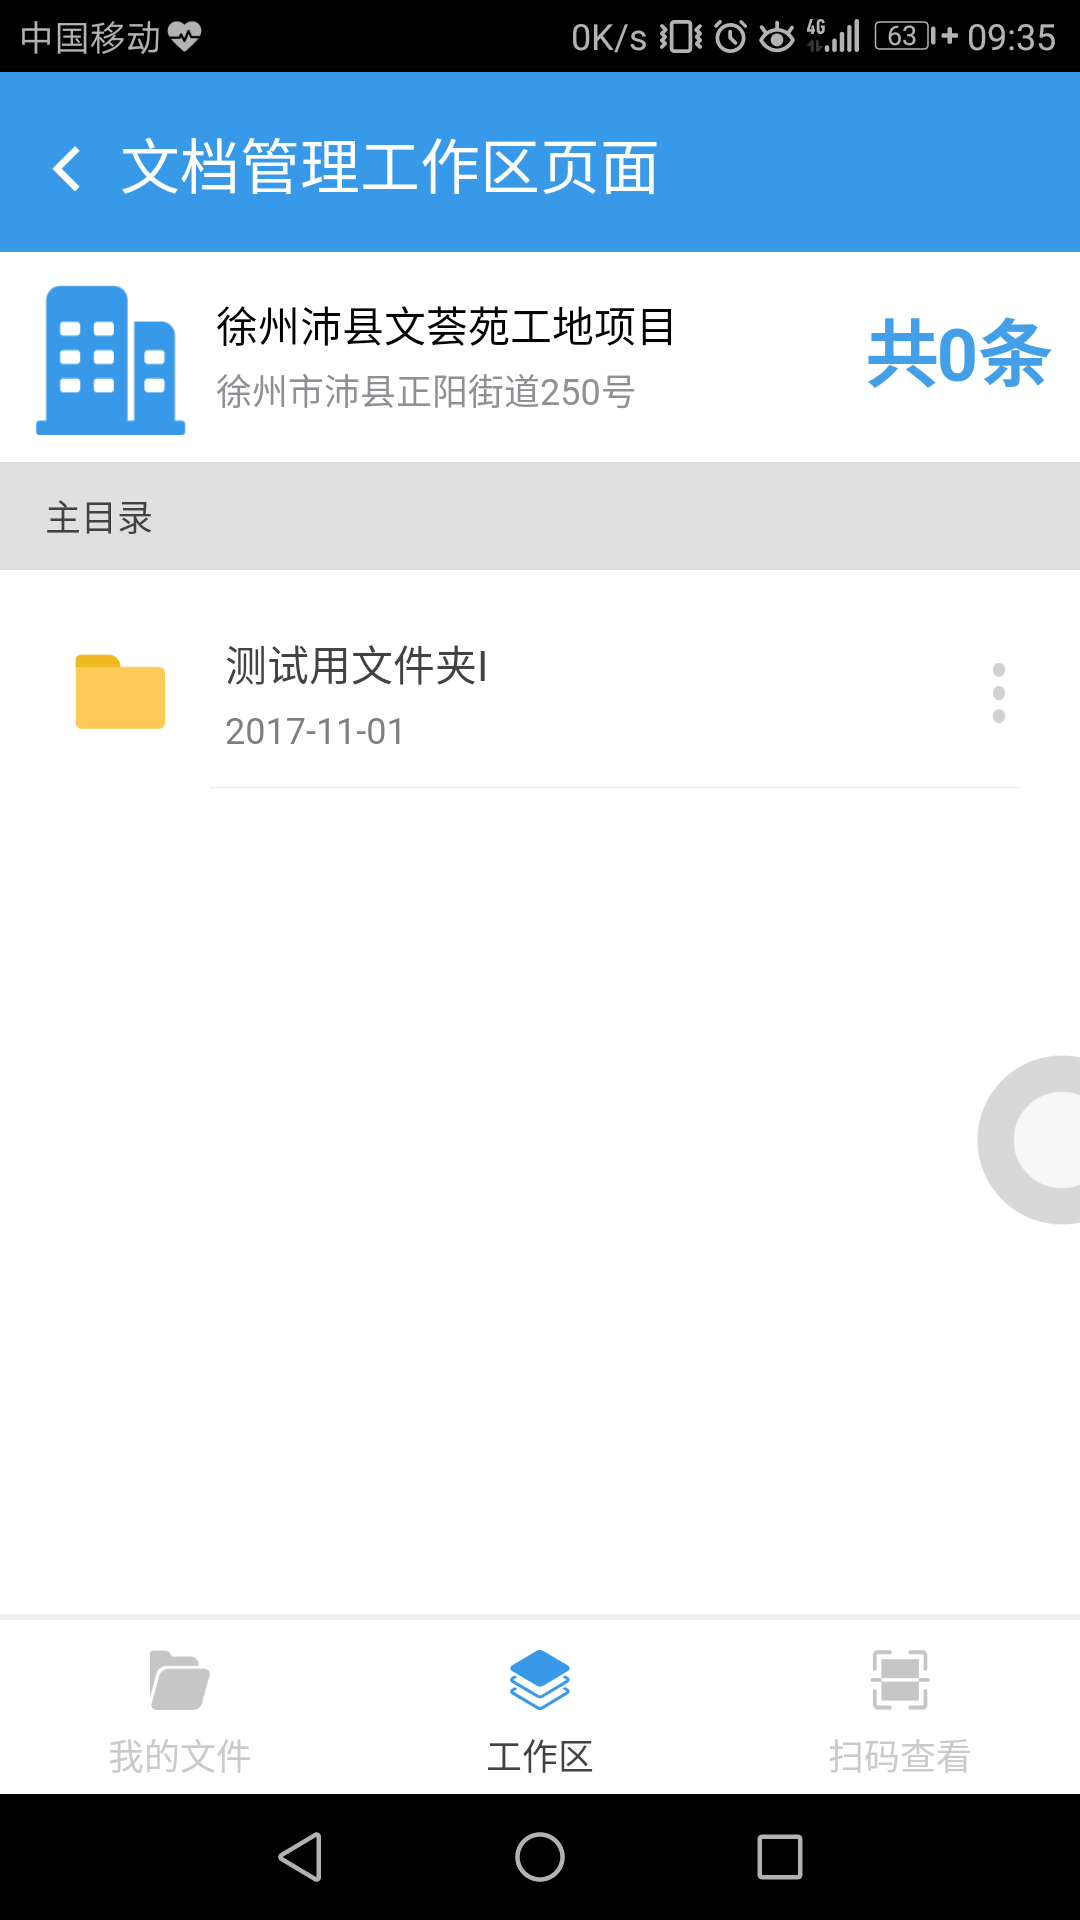 中国移动 0K/s 4G 63 09:35
文档管理工作区页面
徐州沛县文荟苑工地项目
徐州市沛县正阳街道250号
共0条
主目录
测试用文件夹I
2017-11-01
我的文件 工作区 扫码查看